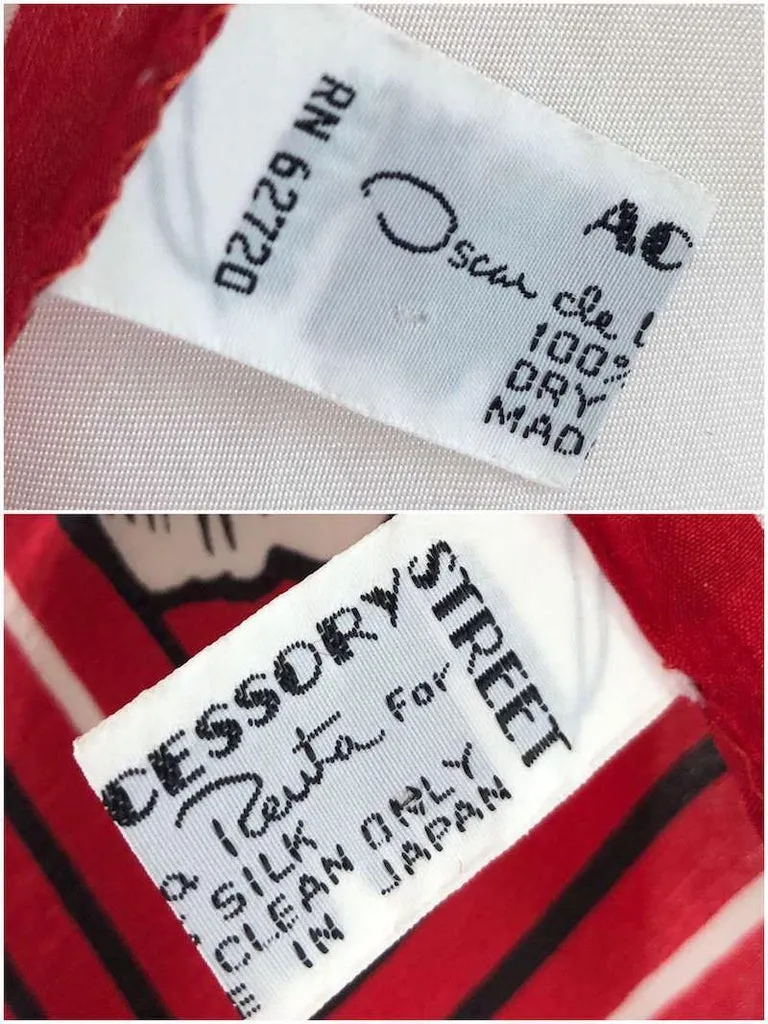 RN 62720
AC
Oscar de l
100%
DRY
MAD
CESSORY
STREET
a Renta for
SILK
CLEAN ONLY
E IN JAPAN